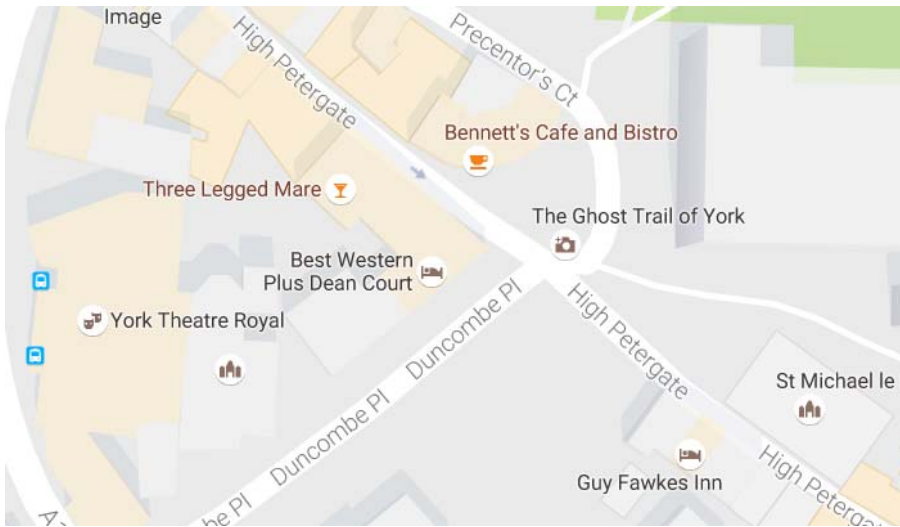 Image
High Petergate
Precentor's Ct
Bennett's Cafe and Bistro
Three Legged Mare
The Ghost Trail of York
Best Western
Plus Dean Court
Duncombe Pl
High Petergate
York Theatre Royal
Duncombe Pl
St Michael le
Guy Fawkes Inn
High Petergate
be Pl